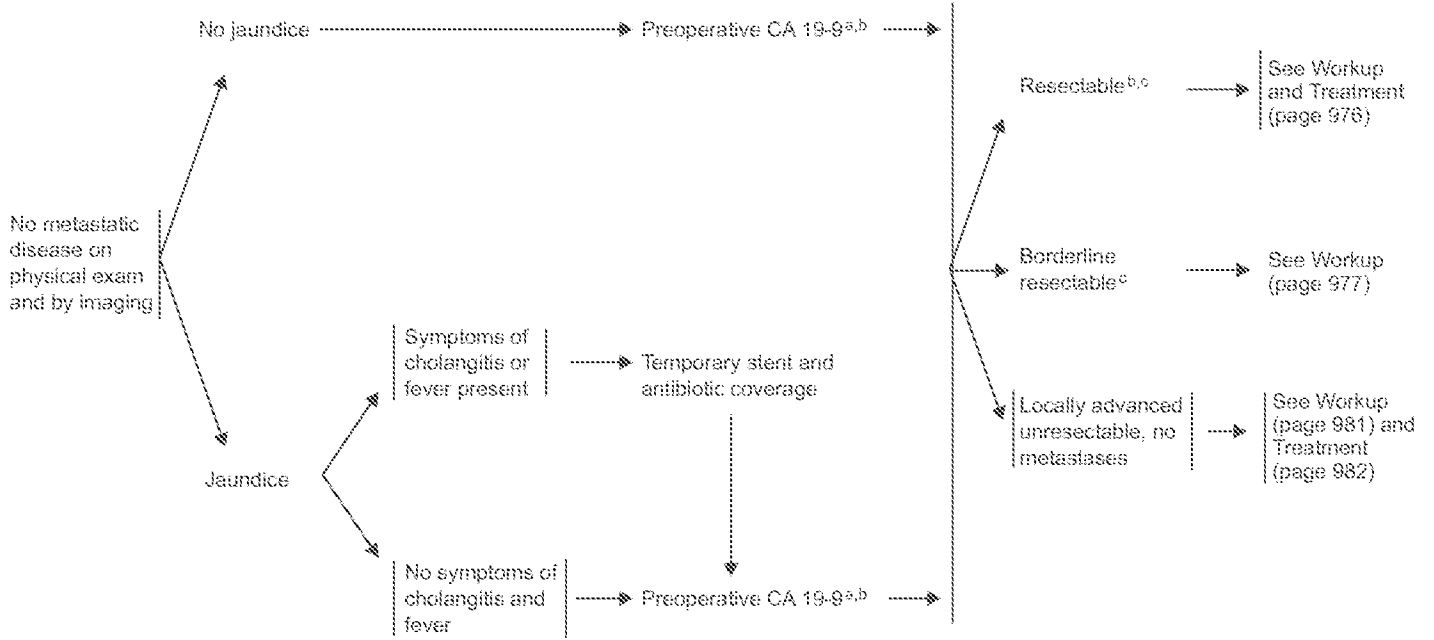 No jaundice
Preoperative CA 19-9a,b
Resectableb,c
See Workup
and Treatment
(page 976)
No metastatic
disease on
physical exam
and by imaging
Borderline
resectablec
See Workup
(page 977)
Symptoms of
cholangitis or
fever present
Temporary stent and
antibiotic coverage
Locally advanced
unresectable, no
metastases
See Workup
(page 981) and
Treatment
(page 982)
Jaundice
No symptoms of
cholangitis and
fever
Preoperative CA 19-9a,b